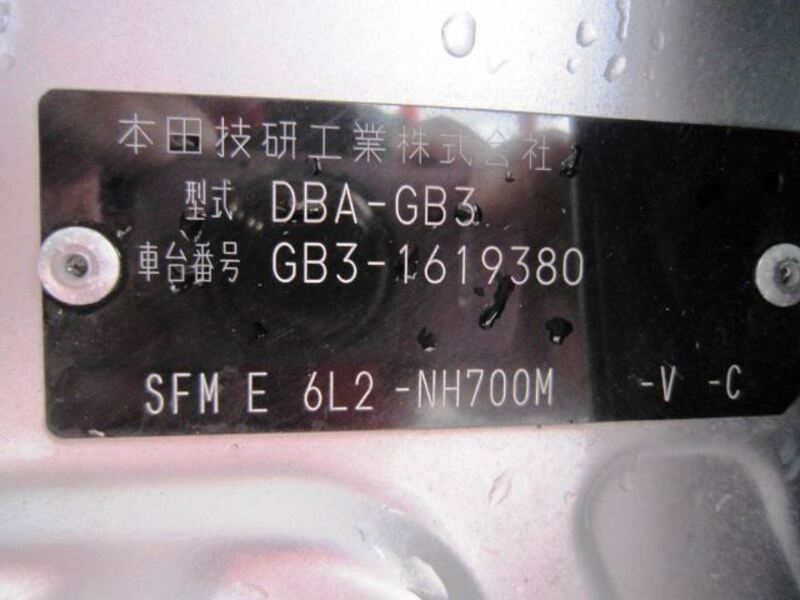 本田技研工業株式会社
型式 DBA-GB3
車台番号 GB3-1619380
SFM E 6L2 -NH700M -V -C